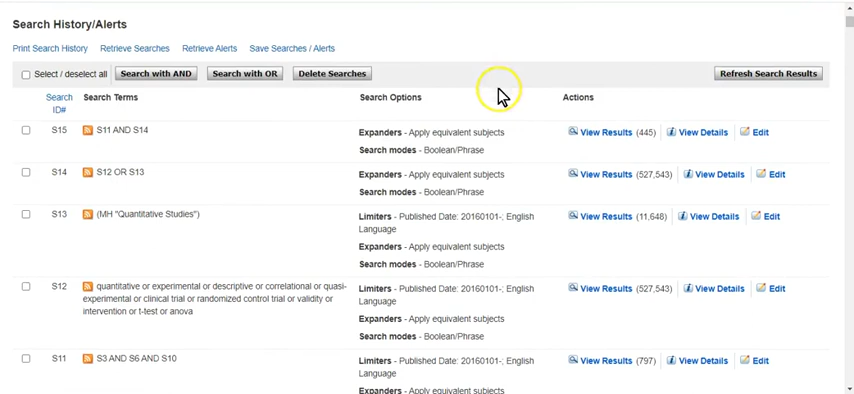 Search History/Alerts
Print Search History Retrieve Searches Retrieve Alerts Save Searches / Alerts
Select / deselect all Search with AND Search with OR Delete Searches Refresh Search Results
Search ID# Search Terms Search Options Actions
S15 S11 AND S14 Expanders - Apply equivalent subjects View Results (445) View Details Edit
Search modes - Boolean/Phrase
S14 S12 OR S13 Expanders - Apply equivalent subjects View Results (527,543) View Details Edit
Search modes - Boolean/Phrase
S13 (MH "Quantitative Studies") Limiters - Published Date: 20160101-; English View Results (11,648) View Details Edit
Language
Expanders - Apply equivalent subjects
Search modes - Boolean/Phrase
S12 quantitative or experimental or descriptive or correlational or quasi- Limiters - Published Date: 20160101-; English View Results (527,543) View Details Edit
experimental or clinical trial or randomized control trial or validity or Language
intervention or t-test or anova Expanders - Apply equivalent subjects
Search modes - Boolean/Phrase
S11 S3 AND S6 AND S10 Limiters - Published Date: 20160101-; English View Results (797) View Details Edit
Language
Expanders - Apply equivalent subjects